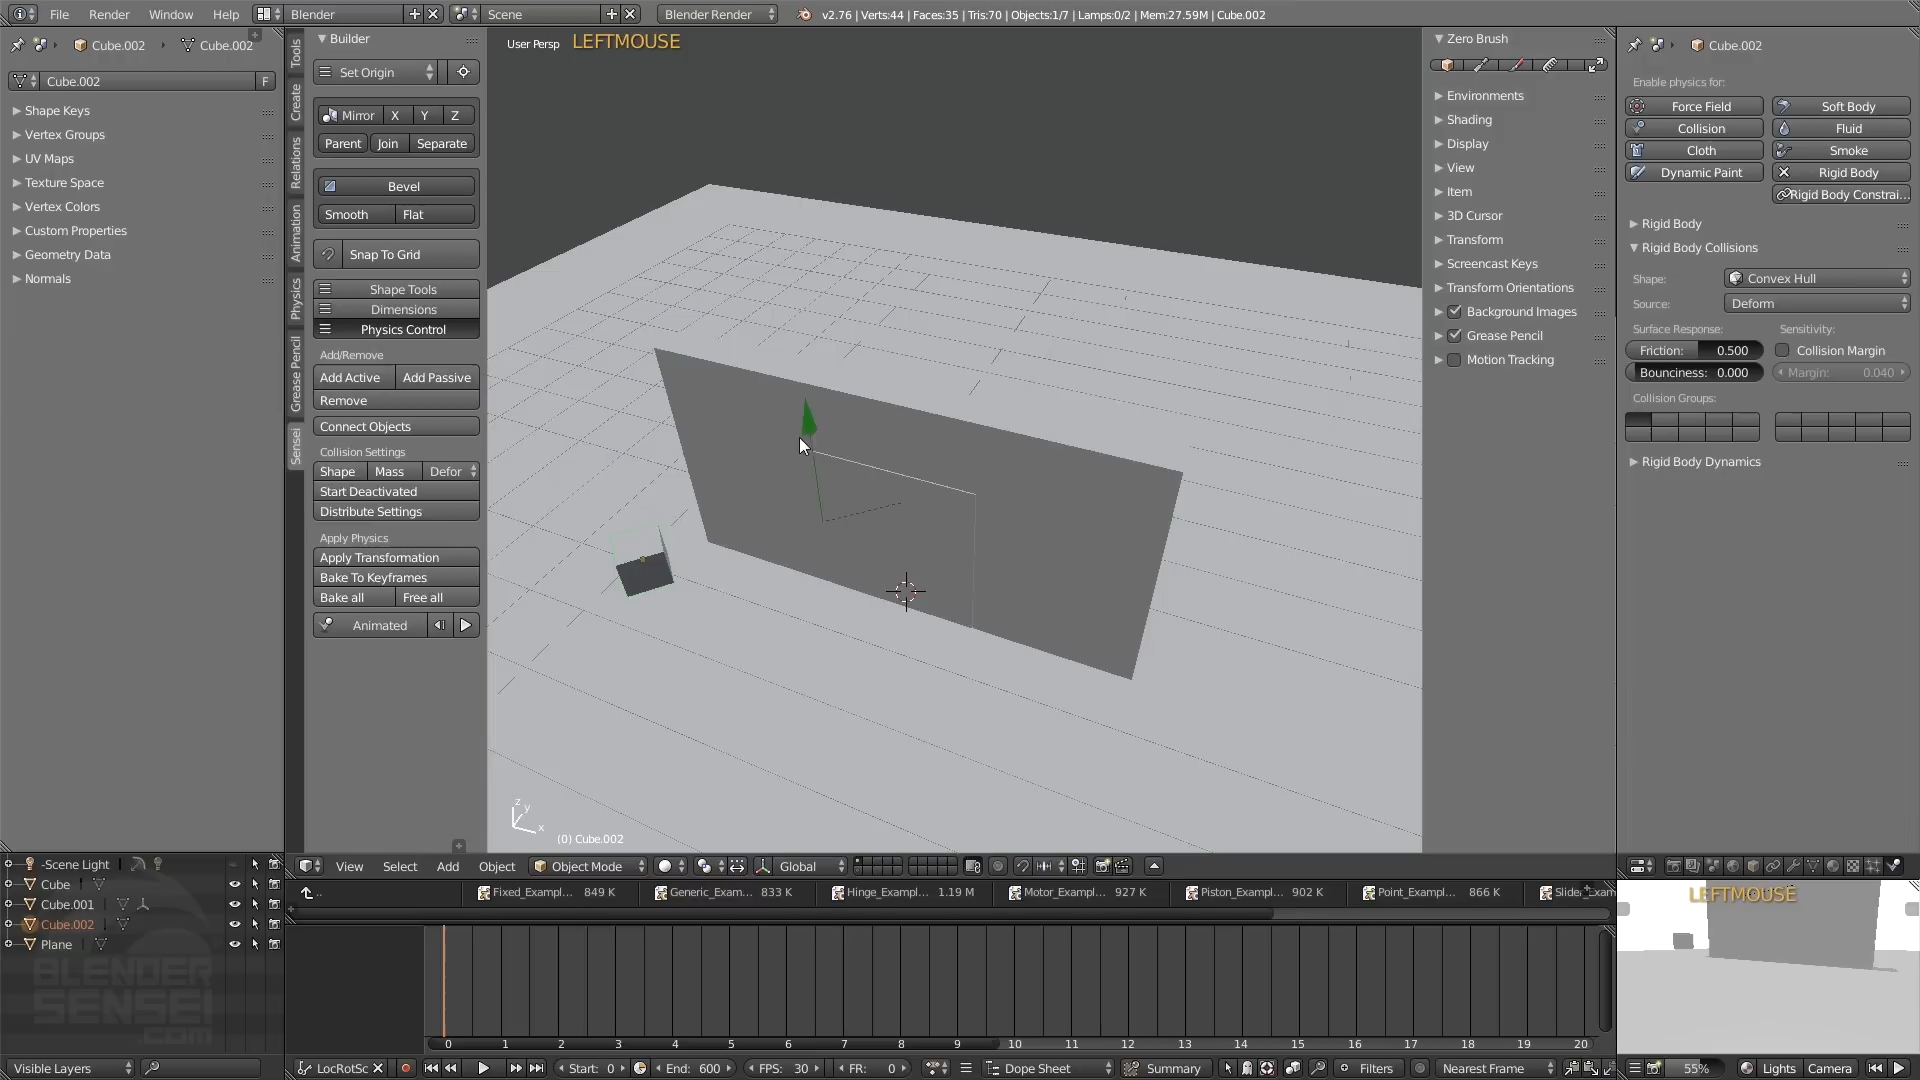 File Render Window Help Blender Scene Blender Render v2.76 | Verts:44 | Faces:35 | Tris:70 | Objects:1/7 | Lamps:0/2 | Mem:27.59M | Cube.002
Cube.002 Cube.002
Cube.002 F
Shape Keys
Vertex Groups
UV Maps
Texture Space
Vertex Colors
Custom Properties
Geometry Data
Normals
Tools
Create
Relations
Animation
Physics
Grease Pencil
Sensei
Builder
Set Origin
Mirror X Y Z
Parent Join Separate
Bevel
Smooth Flat
Snap To Grid
Shape Tools
Dimensions
Physics Control
Add/Remove
Add Active Add Passive
Remove
Connect Objects
Collision Settings
Shape Mass Defor
Start Deactivated
Distribute Settings
Apply Physics
Apply Transformation
Bake To Keyframes
Bake all Free all
Animated
User Persp LEFTMOUSE
z
y
x
(0) Cube.002
Zero Brush
Environments
Shading
Display
View
Item
3D Cursor
Transform
Screencast Keys
Transform Orientations
Background Images
Grease Pencil
Motion Tracking
Cube.002
Enable physics for:
Force Field Soft Body
Collision Fluid
Cloth Smoke
Dynamic Paint Rigid Body
Rigid Body Constrai...
Rigid Body
Rigid Body Collisions
Shape: Convex Hull
Source: Deform
Surface Response: Sensitivity:
Friction: 0.500 Collision Margin
Bounciness: 0.000 Margin: 0.040
Collision Groups:
Rigid Body Dynamics
View Select Add Object Object Mode Global
-Scene Light
Cube
Cube.001
Cube.002
Plane
BLENDER
SENSEI
.COM
Visible Layers
.. Fixed_Exampl... 849 K Generic_Exam... 833 K Hinge_Exampl... 1.19 M Motor_Exampl... 927 K Piston_Exampl... 902 K Point_Exampl... 866 K
0 1 2 3 4 5 6 7 8 9 10 11 12 13 14 15 16 17 18 19 20
LocRotSc Start: 0 End: 600 FPS: 30 FR: 0 Dope Sheet Summary Filters Nearest Frame
LEFTMOUSE
55% Lights Camera